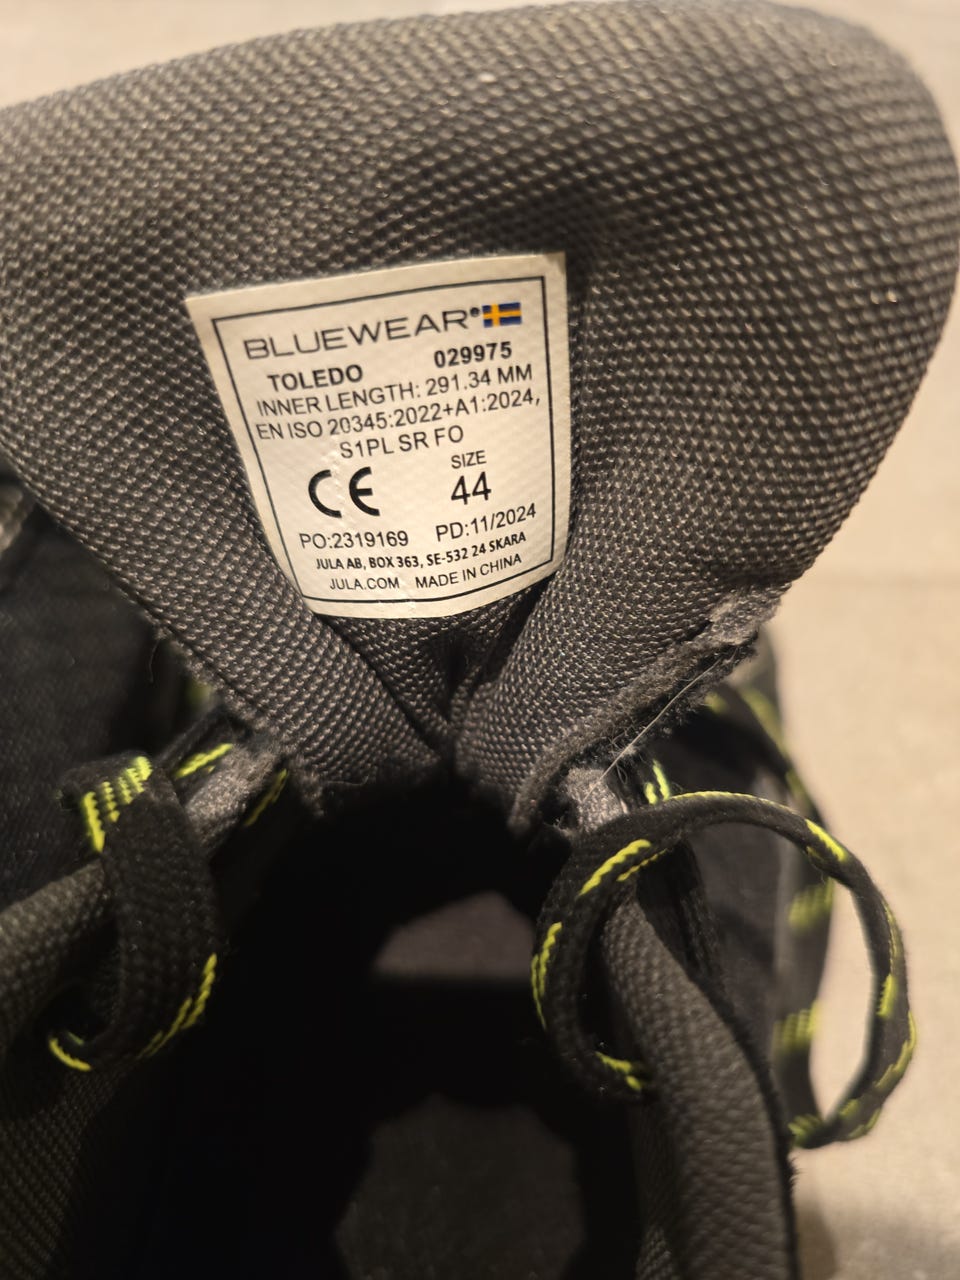 BLUEWEAR®
TOLEDO 029975
INNER LENGTH: 291.34 MM
EN ISO 20345:2022+A1:2024,
S1PL SR FO
CE SIZE
44
PO:2319169 PD:11/2024
JULA AB, BOX 363, SE-532 24 SKARA
JULA.COM MADE IN CHINA